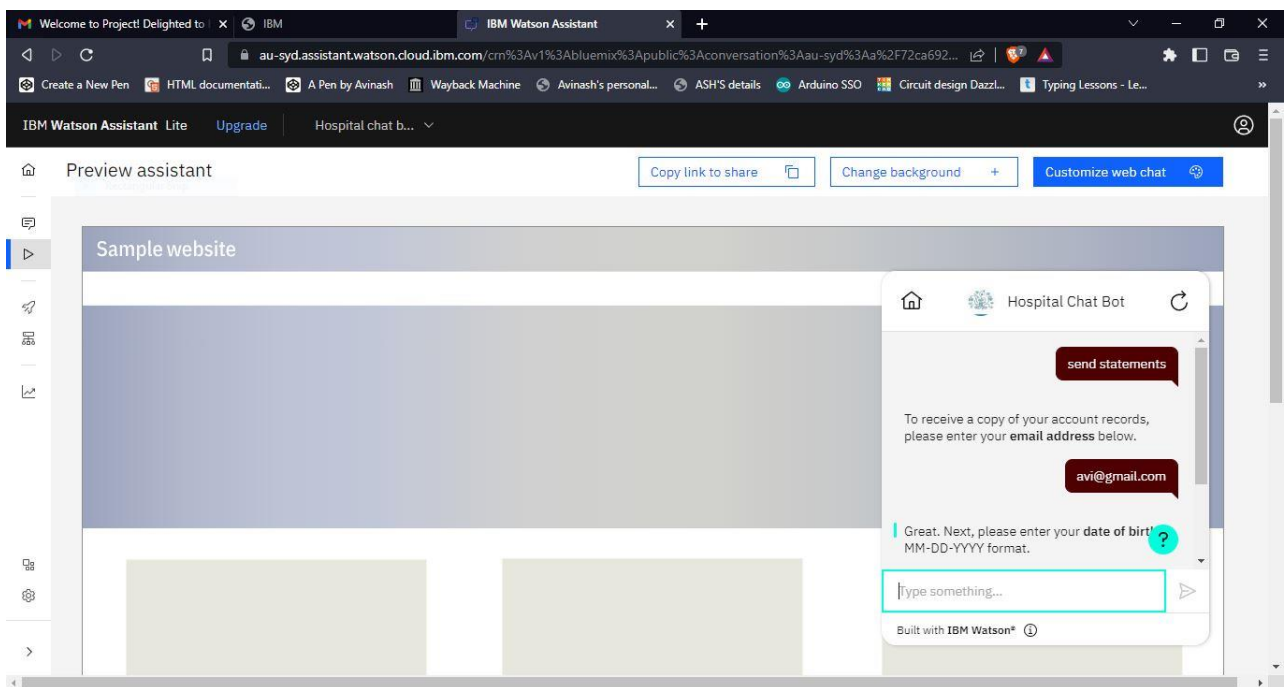 Welcome to Project! Delighted to
IBM
IBM Watson Assistant
au-syd.assistant.watson.cloud.ibm.com/crn%3Av1%3Abluemix%3Apublic%3Aconversation%3Aau-syd%3Aa%2F72ca692...
Create a New Pen
HTML documentati...
A Pen by Avinash
Wayback Machine
Avinash's personal...
ASH'S details
Arduino SSO
Circuit design Dazzl...
Typing Lessons - Le...
IBM Watson Assistant Lite
Upgrade
Hospital chat b...
Preview assistant
Copy link to share
Change background +
Customize web chat
Sample website
Hospital Chat Bot
send statements
To receive a copy of your account records,
please enter your email address below.
avi@gmail.com
Great. Next, please enter your date of
MM-DD-YYYY format.
?
Type something...
Built with IBM Watson®